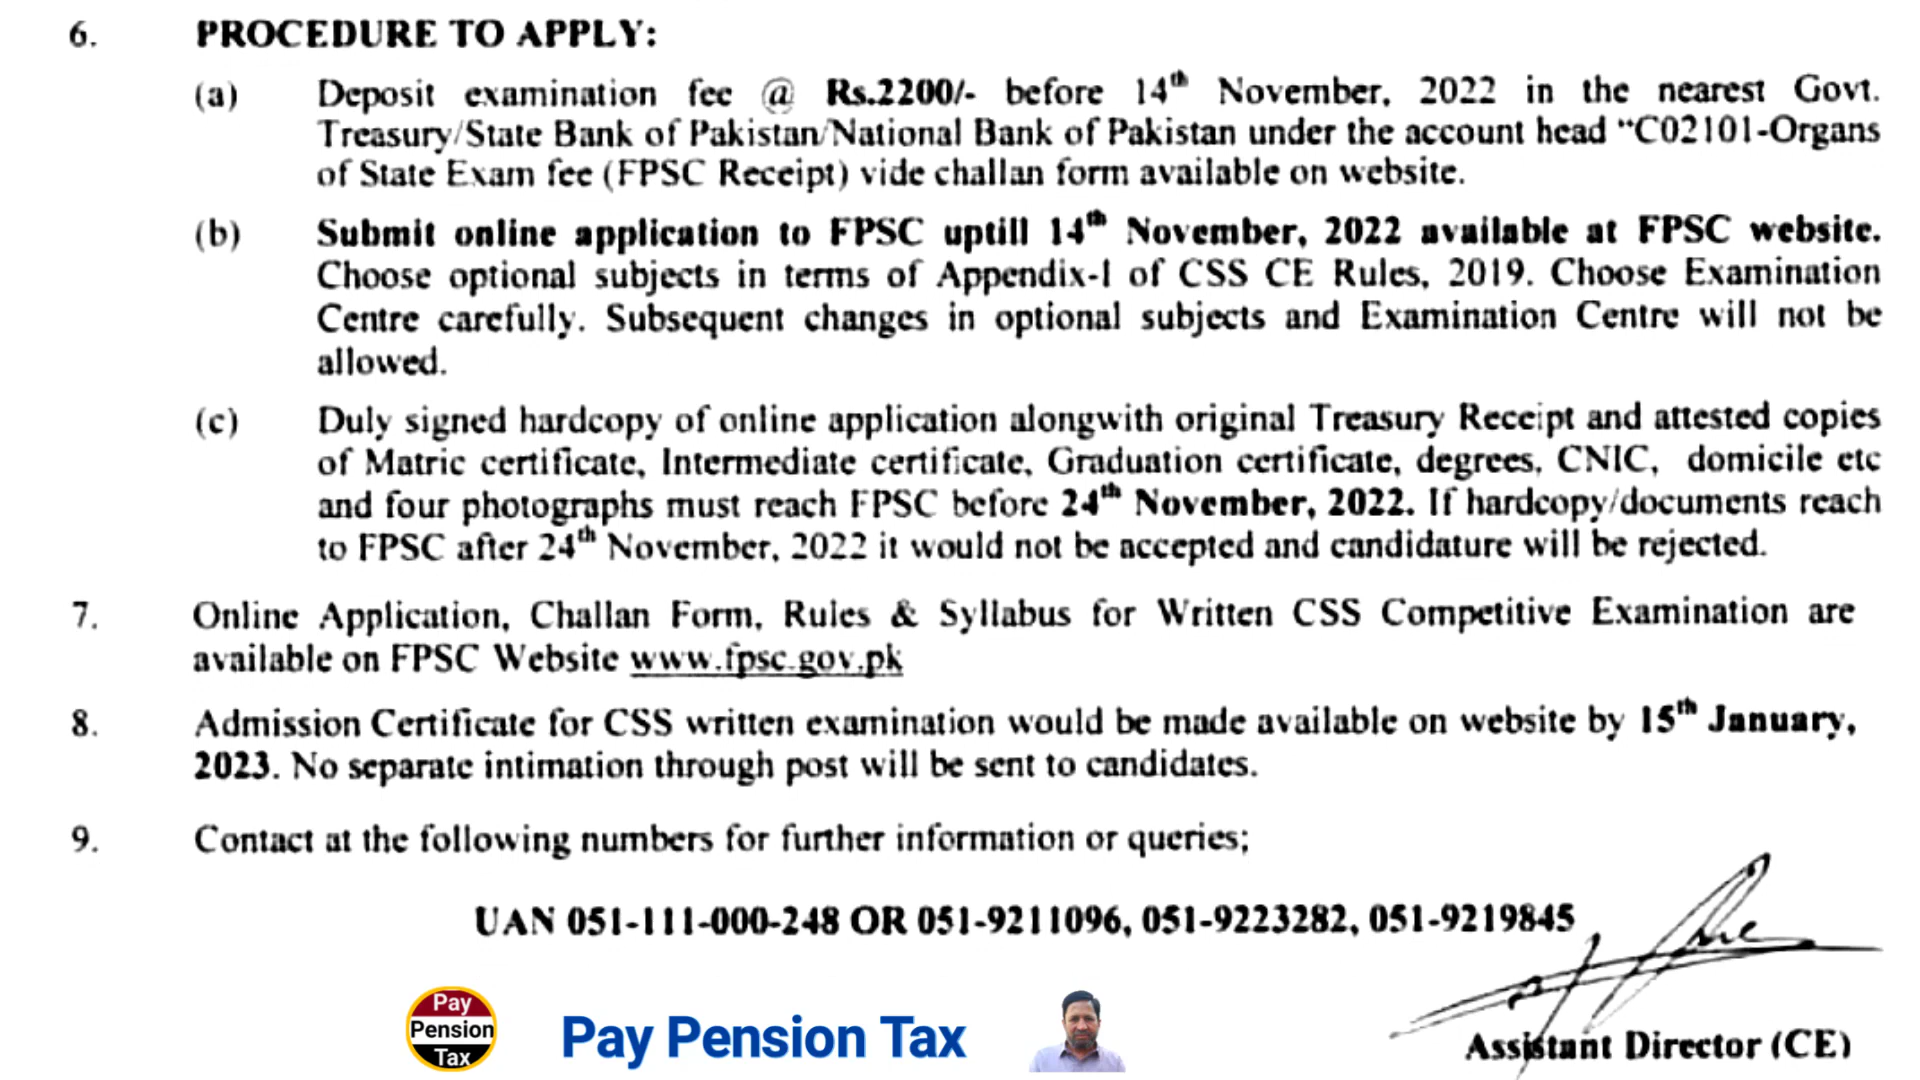 6. PROCEDURE TO APPLY:
(a) Deposit examination fee @ Rs.2200/- before 14th November, 2022 in the nearest Govt.
Treasury/State Bank of Pakistan/National Bank of Pakistan under the account head "C02101-Organs
of State Exam fee (FPSC Receipt) vide challan form available on website.
(b) Submit online application to FPSC uptill 14th November, 2022 available at FPSC website.
Choose optional subjects in terms of Appendix-I of CSS CE Rules, 2019. Choose Examination
Centre carefully. Subsequent changes in optional subjects and Examination Centre will not be
allowed.
(c) Duly signed hardcopy of online application alongwith original Treasury Receipt and attested copies
of Matric certificate, Intermediate certificate, Graduation certificate, degrees, CNIC, domicile etc
and four photographs must reach FPSC before 24th November, 2022. If hardcopy/documents reach
to FPSC after 24th November, 2022 it would not be accepted and candidature will be rejected.
7. Online Application, Challan Form, Rules & Syllabus for Written CSS Competitive Examination are
available on FPSC Website www.fpsc.gov.pk
8. Admission Certificate for CSS written examination would be made available on website by 15th January,
2023. No separate intimation through post will be sent to candidates.
9. Contact at the following numbers for further information or queries;
UAN 051-111-000-248 OR 051-9211096, 051-9223282, 051-9219845
Pay
Pension
Tax
Pay Pension Tax
Assistant Director (CE)